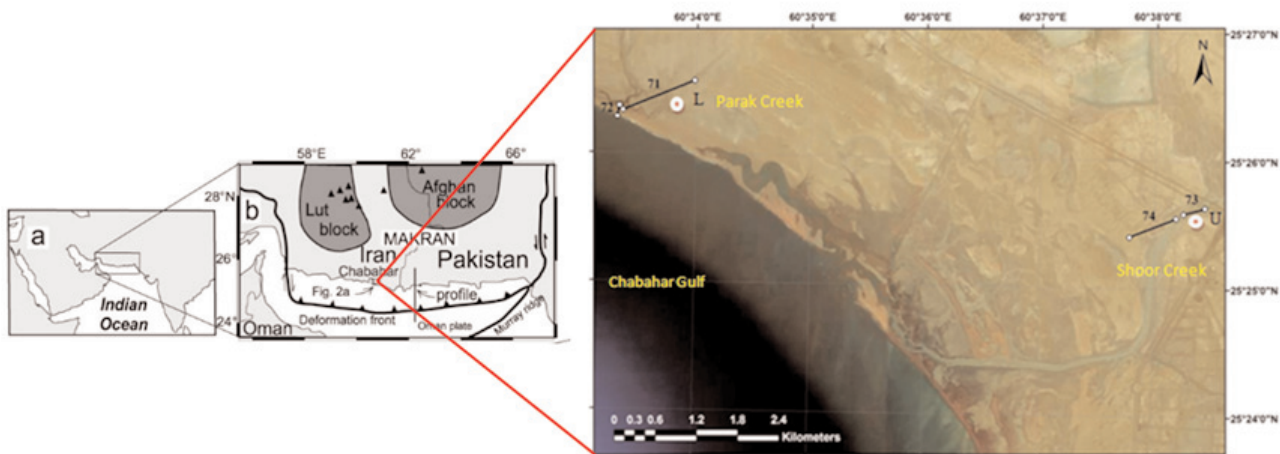 a
Indian
Ocean
58°E
62°
66°
28°N
26°
24°
b
Lut
block
Afghan
block
MAKRAN
Iran
Pakistan
Chabahar
Fig. 2a
profile
Deformation front
Oman plate
Murray ridge
Oman
60°34'0"E
60°35'0"E
60°36'0"E
60°37'0"E
60°38'0"E
25°27'0"N
25°26'0"N
25°25'0"N
25°24'0"N
N
71
72
L
Parak Creek
73
74
U
Shoor Creek
Chabahar Gulf
0 0.3 0.6 1.2 1.8 2.4
Kilometers